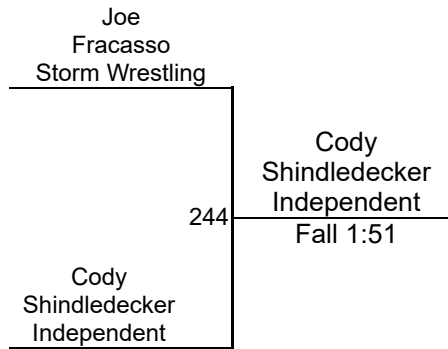 Joe
Fracasso
Storm Wrestling
Cody
Shindledecker
Independent
244
Fall 1:51
Cody
Shindledecker
Independent